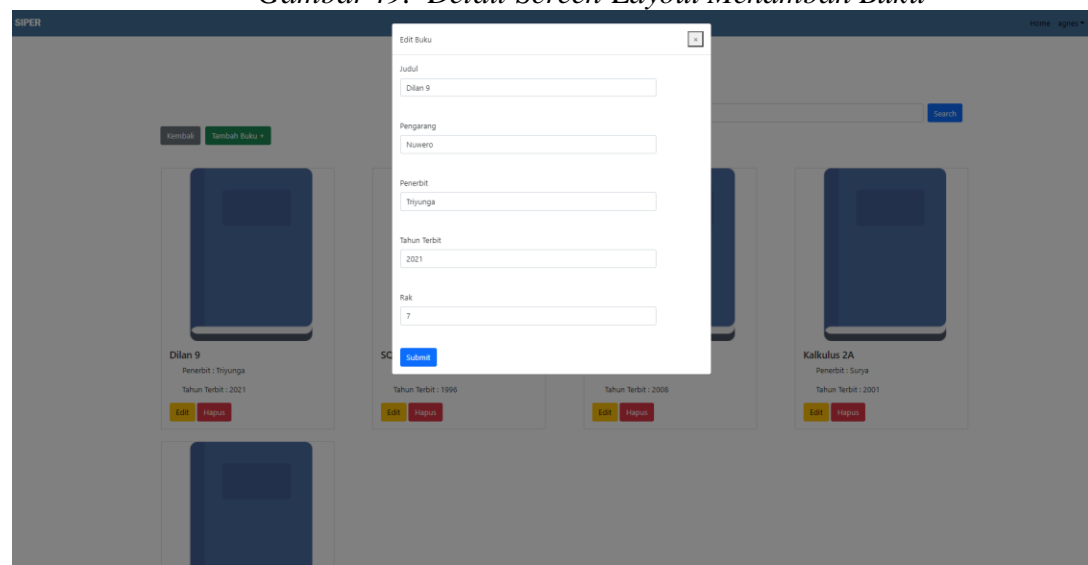 Gambar 49. Detail Screen Layout Menambah Buku
SIPER
Home agnes
Edit Buku
×
Judul
Dilan 9
Pengarang
Nuwero
Penerbit
Triyunga
Tahun Terbit
2021
Rak
7
Submit
Search
Kembali
Tambah Buku +
Dilan 9
Penerbit : Triyunga
Tahun Terbit : 2021
Edit Hapus
SC
Tahun Terbit : 1996
Edit Hapus
Tahun Terbit : 2006
Edit Hapus
Kalkulus 2A
Penerbit : Surya
Tahun Terbit : 2001
Edit Hapus